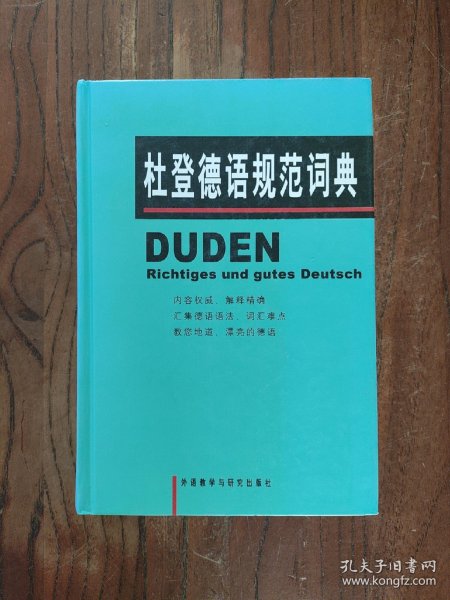 杜登德语规范词典
DUDEN
Richtiges und gutes Deutsch
内容权威、解释精确
汇集德语语法、词汇难点
教您地道、漂亮的德语
外语教学与研究出版社
孔夫子旧书网
www.kongfz.com